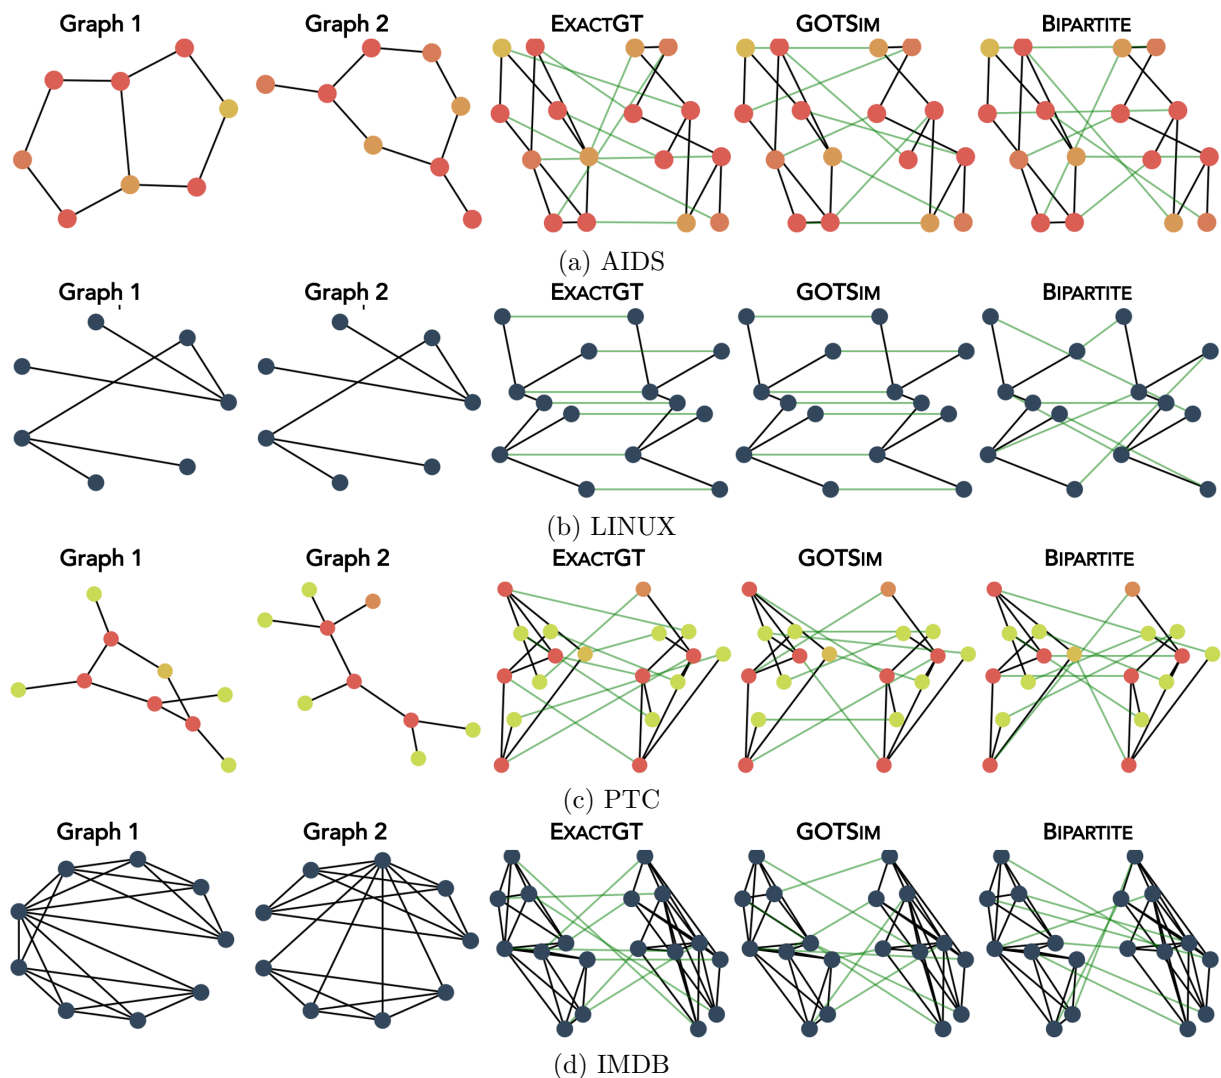 Graph 1 Graph 2 EXACTGT GOTSIM BIPARTITE
(a) AIDS
Graph 1 Graph 2 EXACTGT GOTSIM BIPARTITE
(b) LINUX
Graph 1 Graph 2 EXACTGT GOTSIM BIPARTITE
(c) PTC
Graph 1 Graph 2 EXACTGT GOTSIM BIPARTITE
(d) IMDB